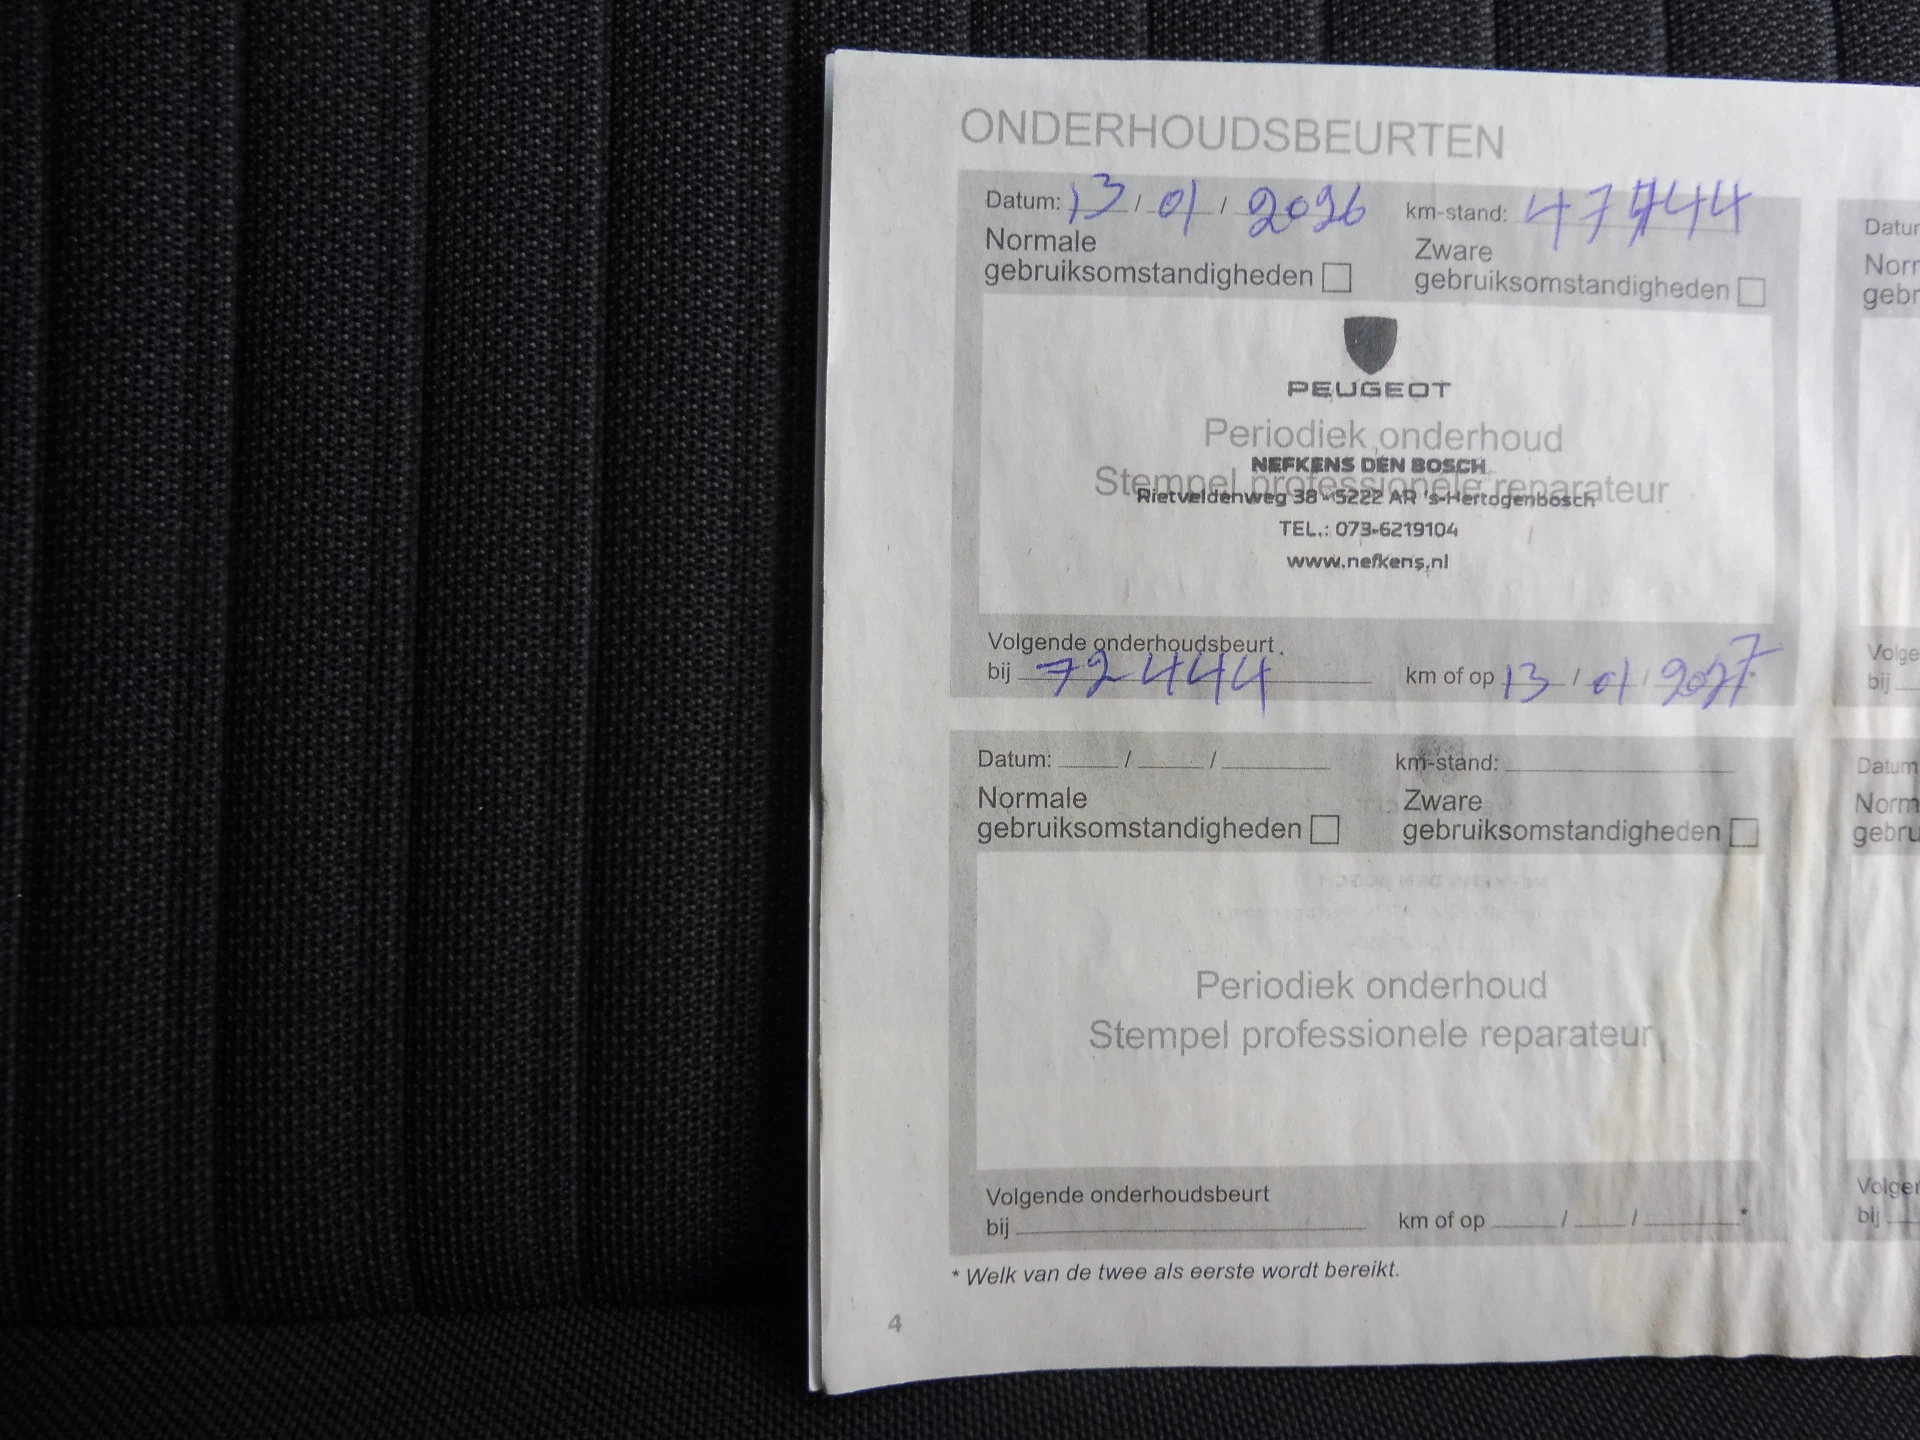 ONDERHOUDSBEURTEN
Datum: 13 / 01 / 2026 km-stand: 47444
Normale Zware
gebruiksomstandigheden gebruiksomstandigheden
PEUGEOT
Periodiek onderhoud
NEFKENS DEN BOSCH
Stempel professionele reparateur
Rietveldenweg 38 - 5222 AR 's-Hertogenbosch
TEL.: 073-6219104
www.nefkens.nl
Volgende onderhoudsbeurt
bij 72444 km of op 13 / 01 / 2027
Datum: / / km-stand:
Normale Zware
gebruiksomstandigheden gebruiksomstandigheden
Periodiek onderhoud
Stempel professionele reparateur
Volgende onderhoudsbeurt
bij km of op / / *
* Welk van de twee als eerste wordt bereikt.
4